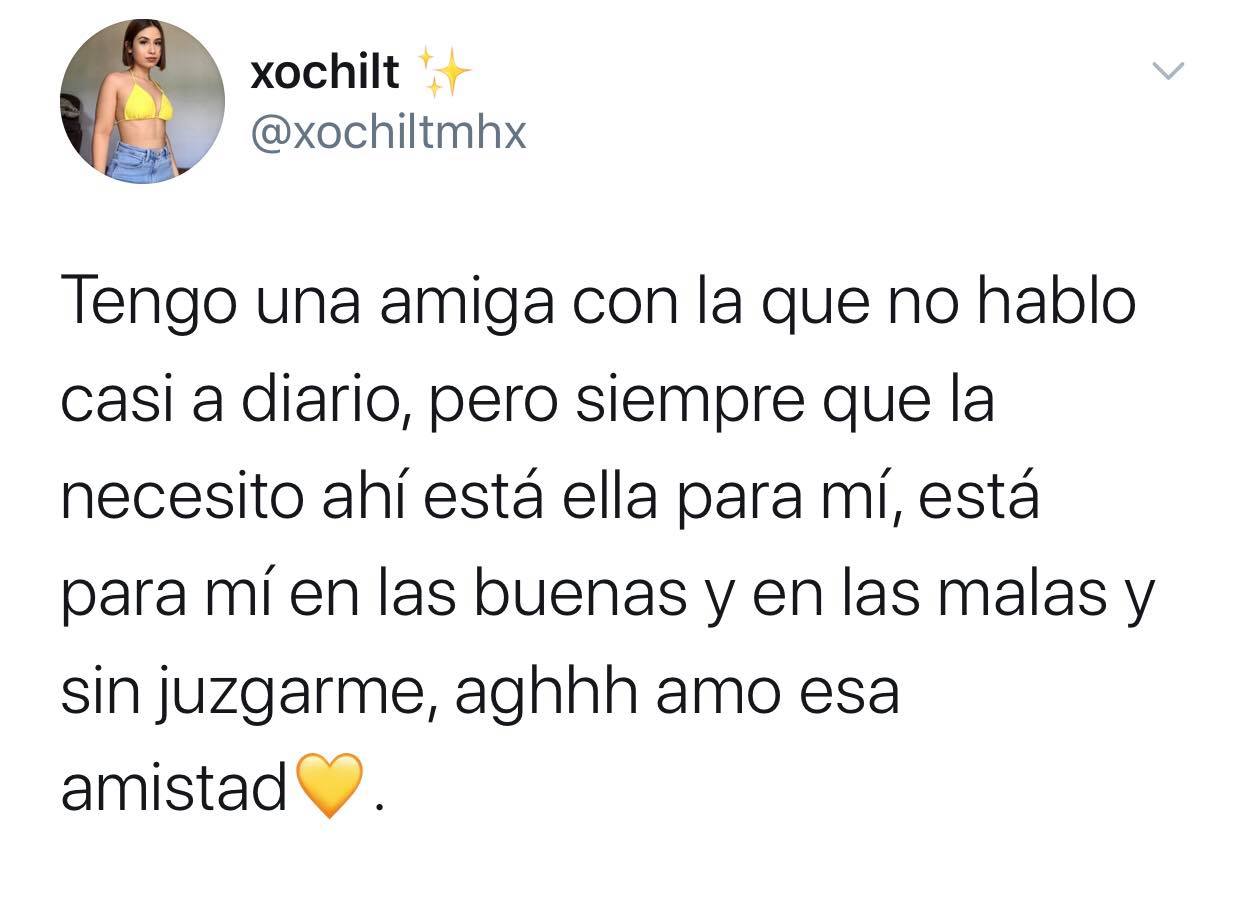 xochilt ✨
@xochiltmhx
Tengo una amiga con la que no hablo
casi a diario, pero siempre que la
necesito ahí está ella para mí, está
para mí en las buenas y en las malas y
sin juzgarme, aghhh amo esa
amistad💛.